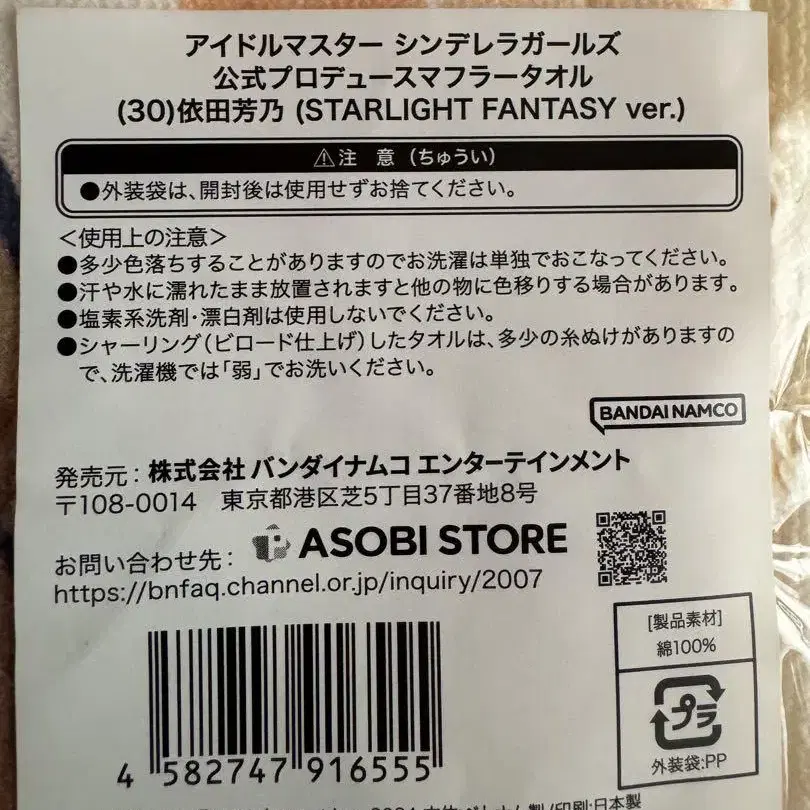 アイドルマスター シンデレラガールズ
公式プロデュースマフラータオル
(30)依田芳乃 (STARLIGHT FANTASY ver.)
⚠注 意 (ちゅうい)
●外装袋は、開封後は使用せずお捨てください。
＜使用上の注意＞
●多少色落ちすることがありますのでお洗濯は単独でおこなってください。
●汗や水に濡れたまま放置されますと他の物に色移りする場合があります。
●塩素系洗剤・漂白剤は使用しないでください。
●シャーリング(ビロード仕上げ)したタオルは、多少の糸ぬけがありますの
で、洗濯機では「弱」でお洗いください。
BANDAI NAMCO
発売元：株式会社 バンダイナムコ エンターテインメント
〒108-0014 東京都港区芝5丁目37番地8号
お問い合わせ先： ASOBI STORE
https://bnfaq.channel.or.jp/inquiry/2007
[製品素材]
綿100%
プラ
外装袋:PP
4 582747 916555
製/印刷:日本製